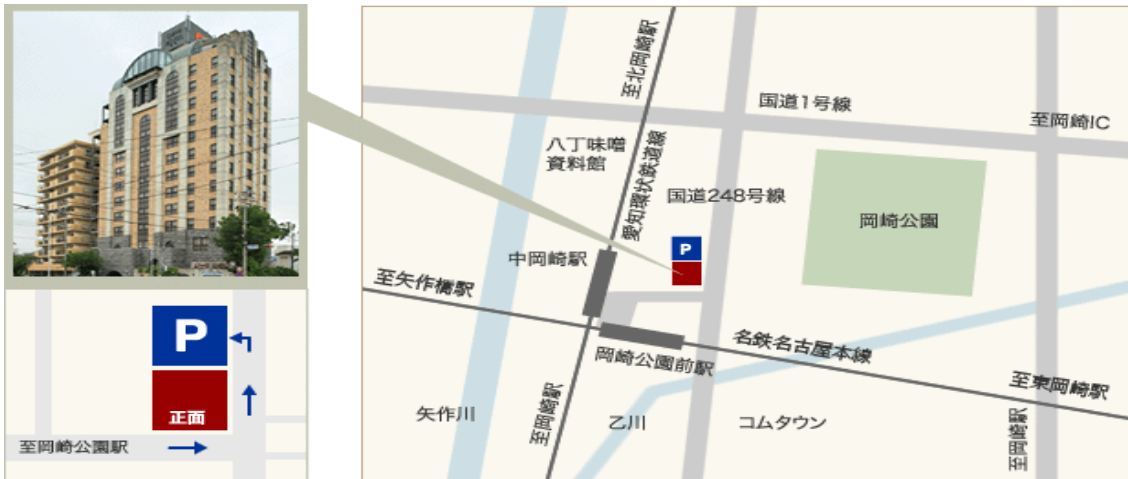 P
正面
至岡崎公園駅
至北岡崎駅
国道1号線
至岡崎IC
八丁味噌
資料館
愛知環状鉄道線
国道248号線
岡崎公園
P
中岡崎駅
至矢作橋駅
名鉄名古屋本線
岡崎公園前駅
至東岡崎駅
矢作川
至岡崎駅
乙川
コムタウン
至岡崎駅